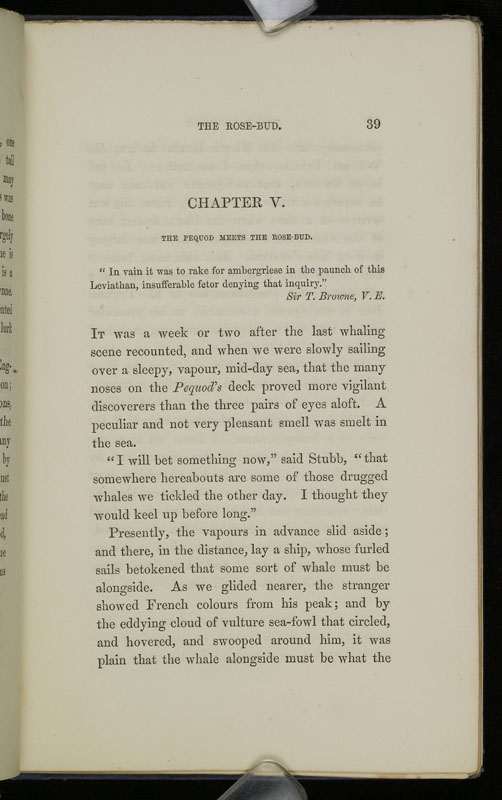 THE ROSE-BUD. 39
CHAPTER V.
THE PEQUOD MEETS THE ROSE-BUD.
“ In vain it was to rake for ambergriese in the paunch of this
Leviathan, insufferable fetor denying that inquiry.”
Sir T. Browne, V. E.
IT was a week or two after the last whaling
scene recounted, and when we were slowly sailing
over a sleepy, vapour, mid-day sea, that the many
noses on the Pequod's deck proved more vigilant
discoverers than the three pairs of eyes aloft. A
peculiar and not very pleasant smell was smelt in
the sea.
“ I will bet something now,” said Stubb, “ that
somewhere hereabouts are some of those drugged
whales we tickled the other day. I thought they
would keel up before long.”
Presently, the vapours in advance slid aside ;
and there, in the distance, lay a ship, whose furled
sails betokened that some sort of whale must be
alongside. As we glided nearer, the stranger
showed French colours from his peak; and by
the eddying cloud of vulture sea-fowl that circled,
and hovered, and swooped around him, it was
plain that the whale alongside must be what the